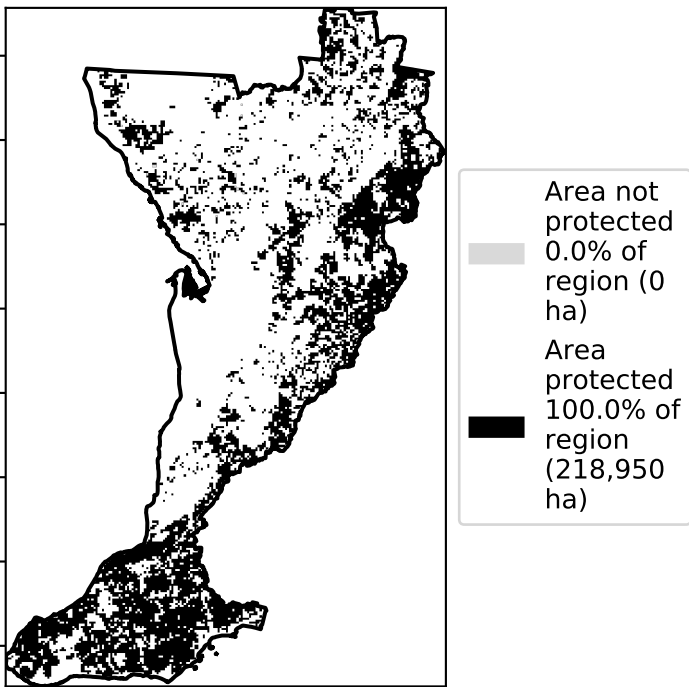 Area not
protected
0.0% of
region (0
ha)
Area
protected
100.0% of
region
(218,950
ha)